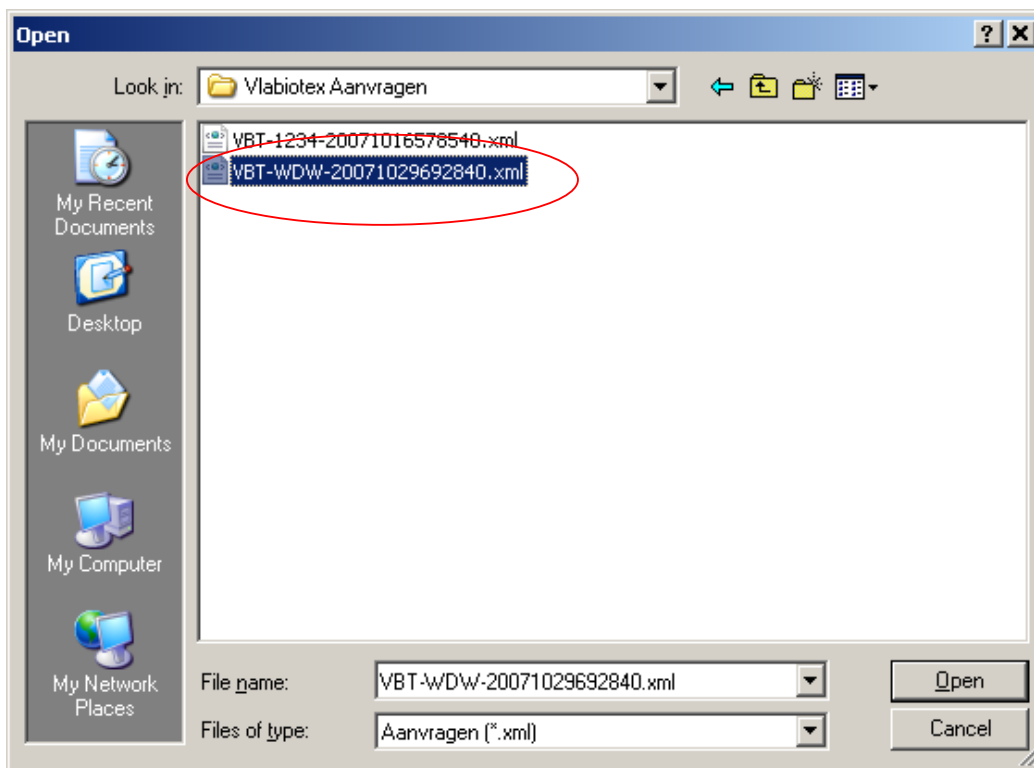 Open
Look in:
Vlabiotex Aanvragen
VBT-1234-20071016578540.xml
VBT-WDW-20071029692840.xml
My Recent
Documents
Desktop
My Documents
My Computer
My Network
Places
File name:
VBT-WDW-20071029692840.xml
Open
Files of type:
Aanvragen (*.xml)
Cancel